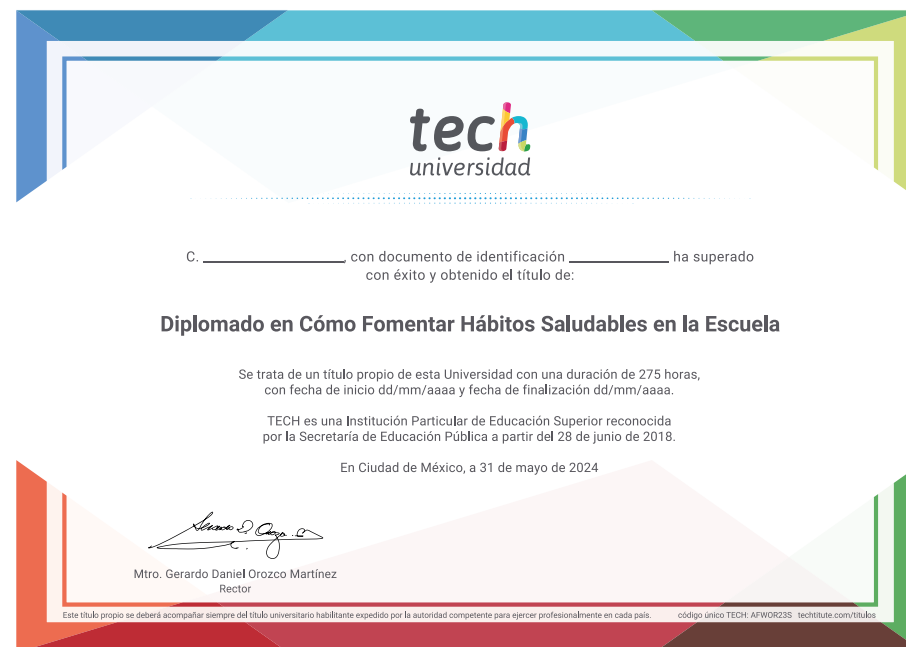 tech
universidad
C. ____________________, con documento de identificación ______________ ha superado
con éxito y obtenido el título de:
Diplomado en Cómo Fomentar Hábitos Saludables en la Escuela
Se trata de un título propio de esta Universidad con una duración de 275 horas,
con fecha de inicio dd/mm/aaaa y fecha de finalización dd/mm/aaaa.
TECH es una Institución Particular de Educación Superior reconocida
por la Secretaría de Educación Pública a partir del 28 de junio de 2018.
En Ciudad de México, a 31 de mayo de 2024
Mtro. Gerardo Daniel Orozco Martínez
Rector
Este título propio se deberá acompañar siempre del título universitario habilitante expedido por la autoridad competente para ejercer profesionalmente en cada país. código único TECH: AFWOR23S techtitute.com/titulos